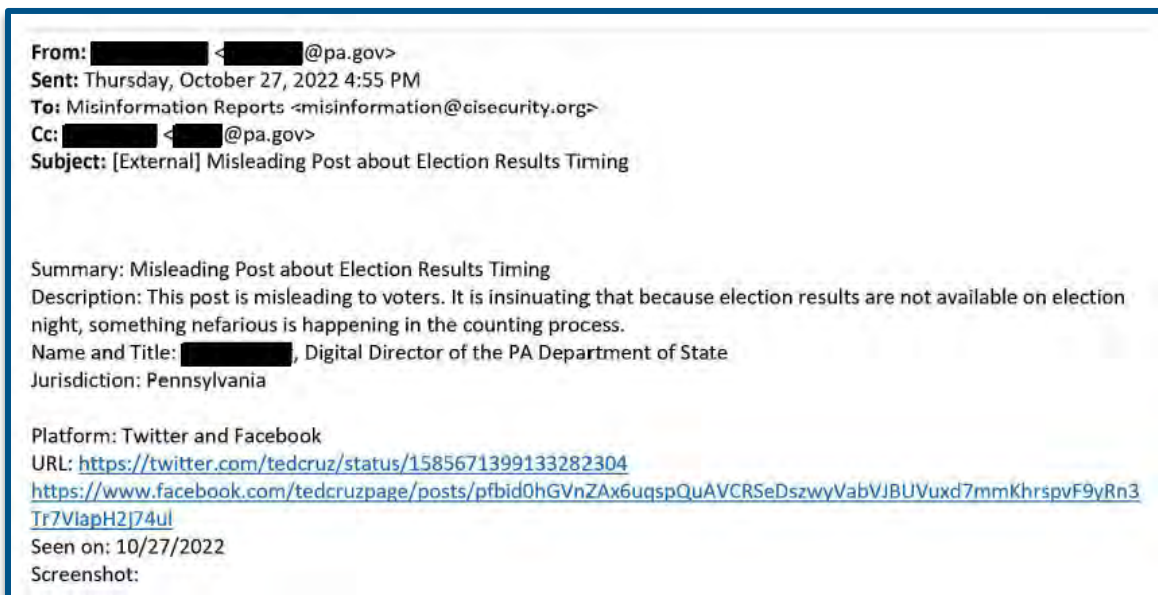 From: < @pa.gov>
Sent: Thursday, October 27, 2022 4:55 PM
To: Misinformation Reports <misinformation@cisecurity.org>
Cc: < @pa.gov>
Subject: [External] Misleading Post about Election Results Timing
Summary: Misleading Post about Election Results Timing
Description: This post is misleading to voters. It is insinuating that because election results are not available on election
night, something nefarious is happening in the counting process.
Name and Title: , Digital Director of the PA Department of State
Jurisdiction: Pennsylvania
Platform: Twitter and Facebook
URL: https://twitter.com/tedcruz/status/1585671399133282304
https://www.facebook.com/tedcruzpage/posts/pfbid0hGVnZAx6uqspQuAVCRSeDszwyVabVJBUVuxd7mmKhrspvF9yRn3
Tr7VlapH2J74ul
Seen on: 10/27/2022
Screenshot: